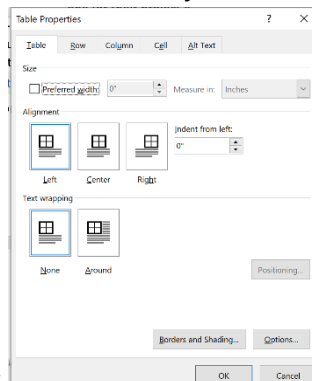 Table Properties ? ×
Table Row Column Cell Alt Text
Size
Preferred width: 0" Measure in: Inches
Alignment
Indent from left:
0"
Left Center Right
Text wrapping
None Around
Positioning...
Borders and Shading... Options...
OK Cancel